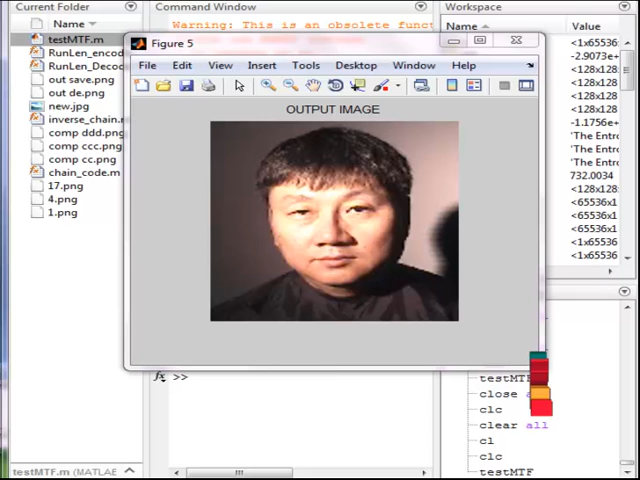 Current Folder
Command Window
Workspace
Name
testMTF.m
RunLen_encod
RunLen_Decod
out save.png
out de.png
new.jpg
inverse_chain.
comp ddd.png
comp ccc.png
comp cc.png
chain_code.m
17.png
4.png
1.png
testMTF.m (MATLAE
Warning: This is an obsolete funct
Figure 5
File Edit View Insert Tools Desktop Window Help
OUTPUT IMAGE
fx >>
Name
Value
<1x65536
-2.9073e+
<128x128
<128x128
<128x128
-1.1756e+
'The Entro
'The Entro
'The Entro
732.0034
<128x128
<65536x1
<65536x1
<65536x1
<1x65536
<1x65536
testMTF
close a
clc
clear all
cl
clc
testMTF